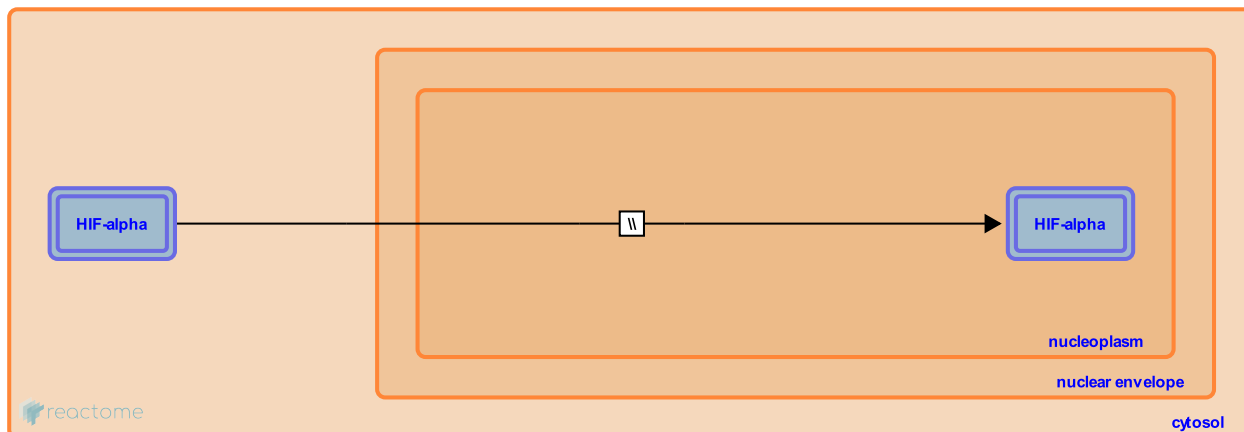 HIF-alpha
\\
HIF-alpha
nucleoplasm
nuclear envelope
reactome
cytosol